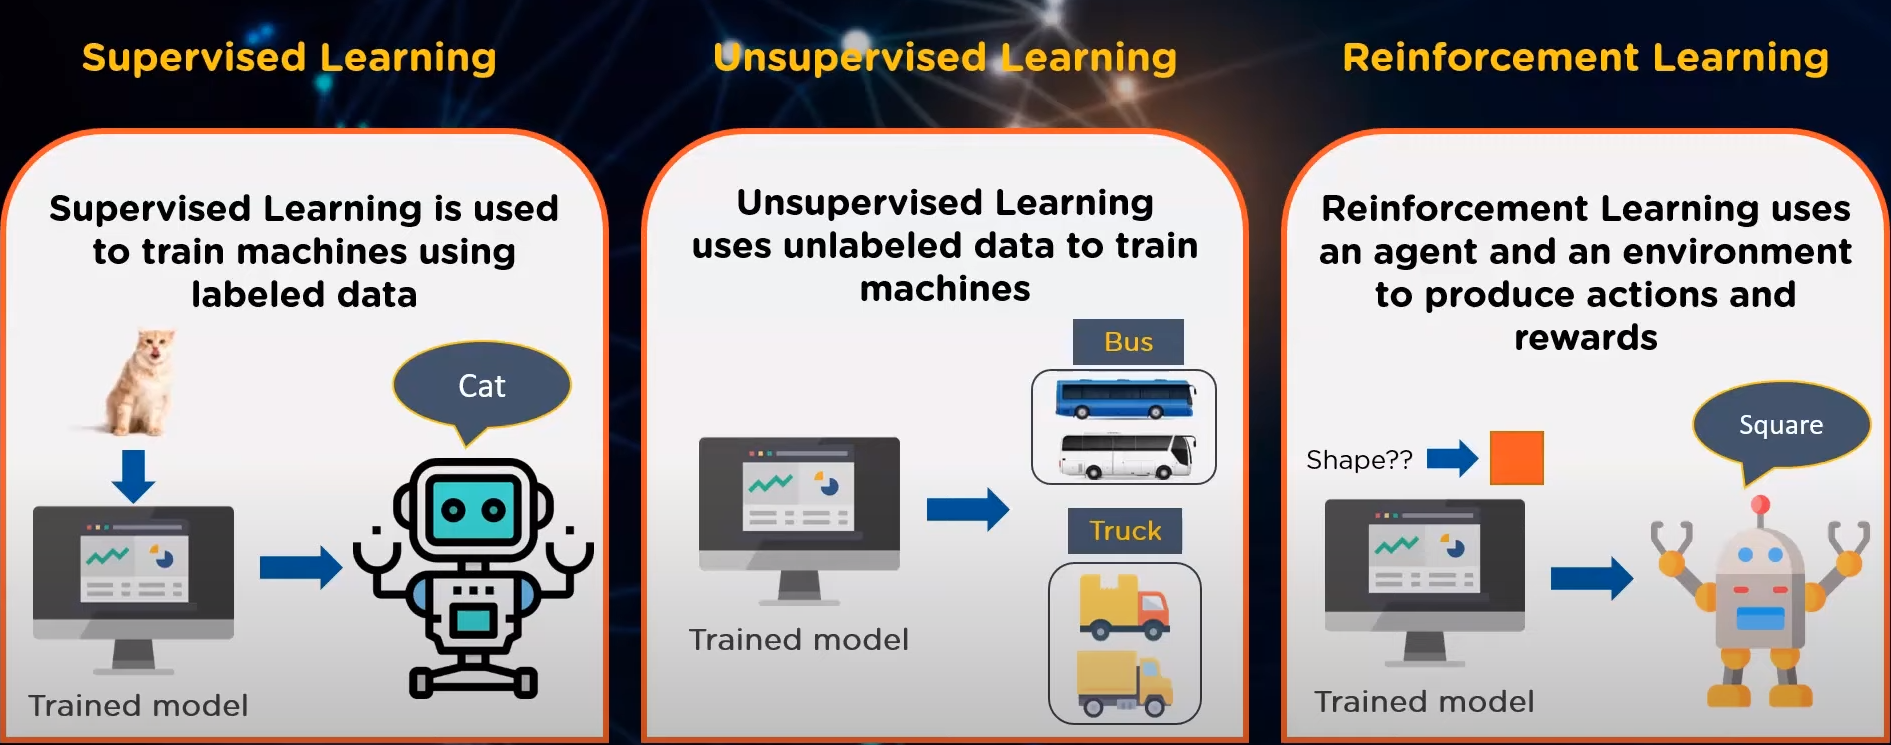 Supervised Learning
Supervised Learning is used
to train machines using
labeled data
Cat
Trained model
Unsupervised Learning
Unsupervised Learning
uses unlabeled data to train
machines
Bus
Truck
Trained model
Reinforcement Learning
Reinforcement Learning uses
an agent and an environment
to produce actions and
rewards
Shape??
Square
Trained model